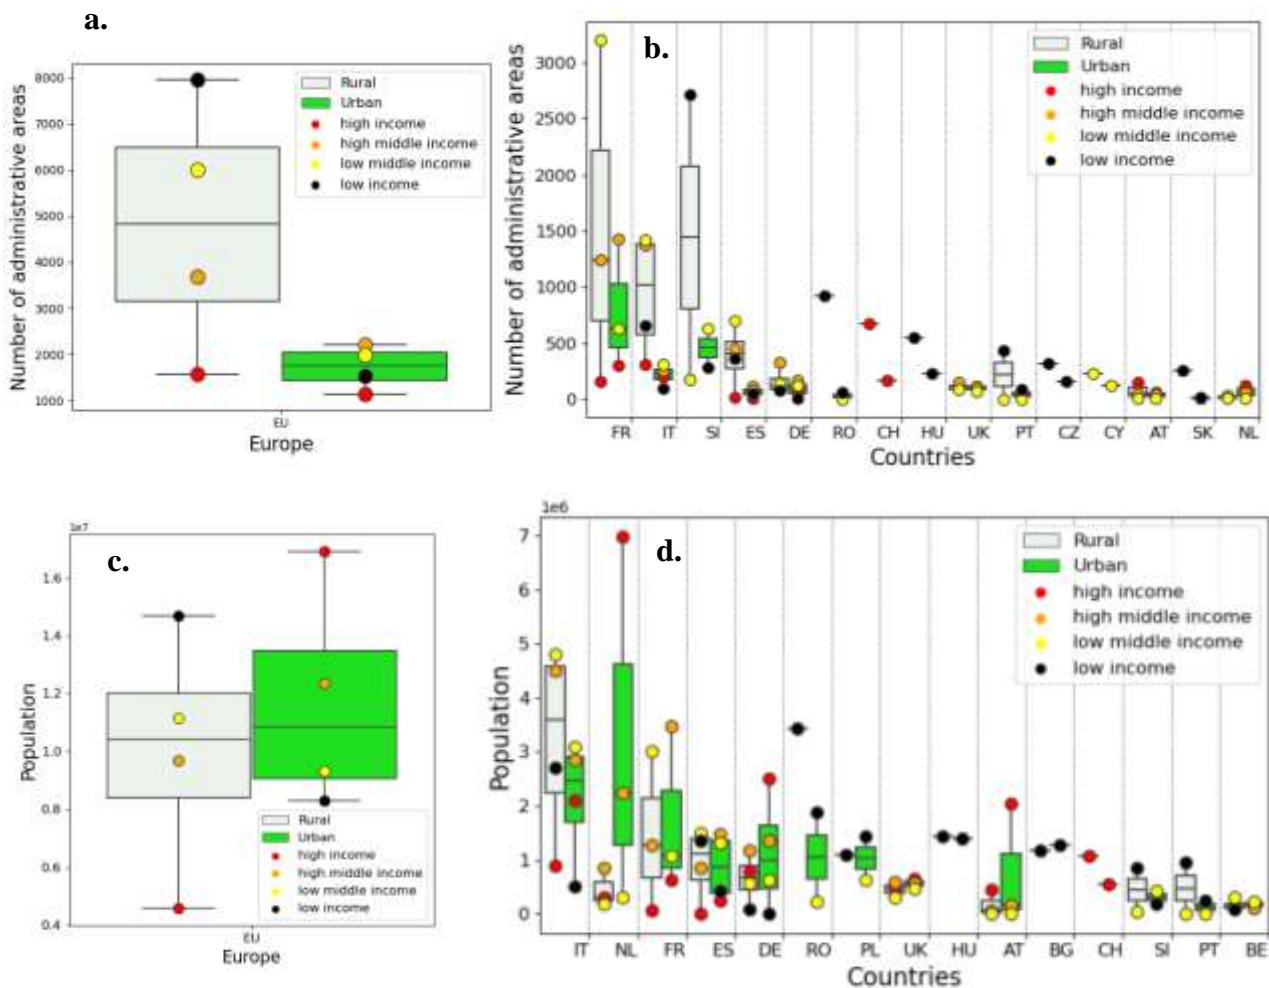 a.
Number of administrative areas
8000
7000
6000
5000
4000
3000
2000
1000
Rural
Urban
high income
high middle income
low middle income
low income
EU
Europe
b.
Number of administrative areas
3000
2500
2000
1500
1000
500
0
Rural
Urban
high income
high middle income
low middle income
low income
FR IT SI ES DE RO CH HU UK PT CZ CY AT SK NL
Countries
c.
1e7
Population
1.6
1.4
1.2
1.0
0.8
0.6
0.4
Rural
Urban
high income
high middle income
low middle income
low income
EU
Europe
d.
1e6
Population
7
6
5
4
3
2
1
0
Rural
Urban
high income
high middle income
low middle income
low income
IT NL FR ES DE RO PL UK HU AT BG CH SI PT BE
Countries